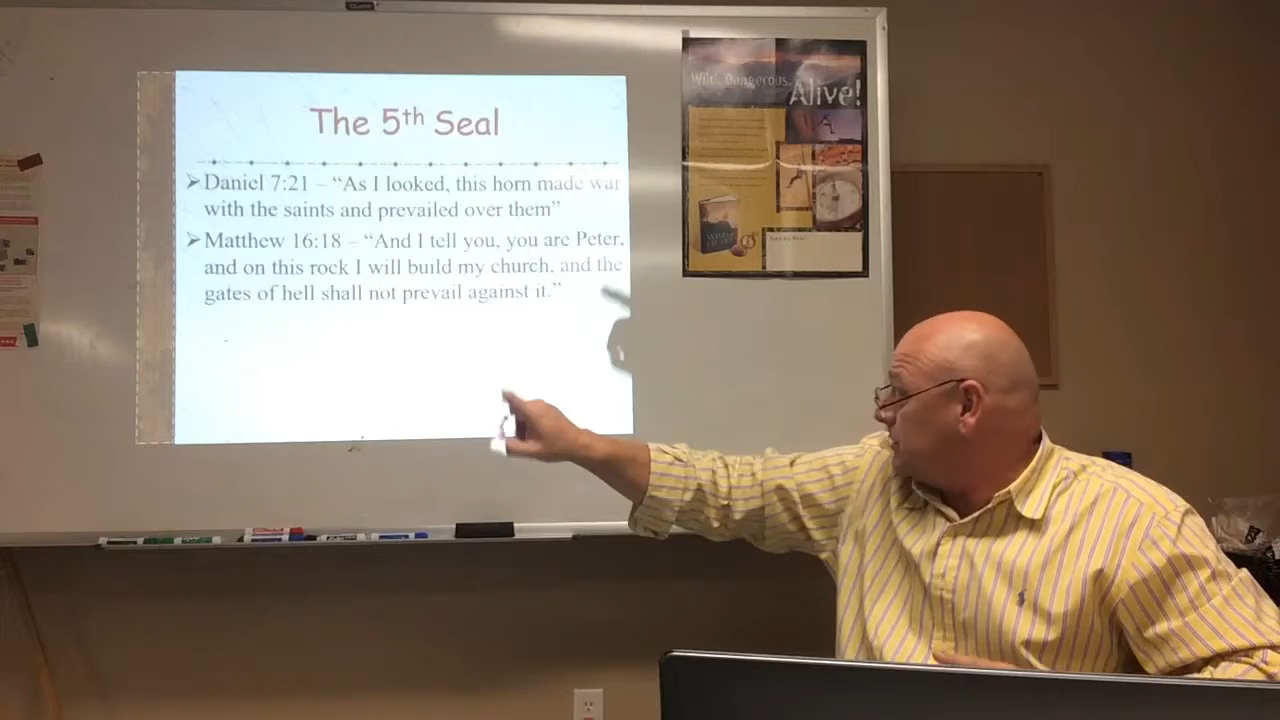 The 5th Seal
➤Daniel 7:21 – “As I looked, this horn made war
with the saints and prevailed over them”
➤Matthew 16:18 – “And I tell you, you are Peter,
and on this rock I will build my church, and the
gates of hell shall not prevail against it.”
Wild. Dangerous.
Alive!